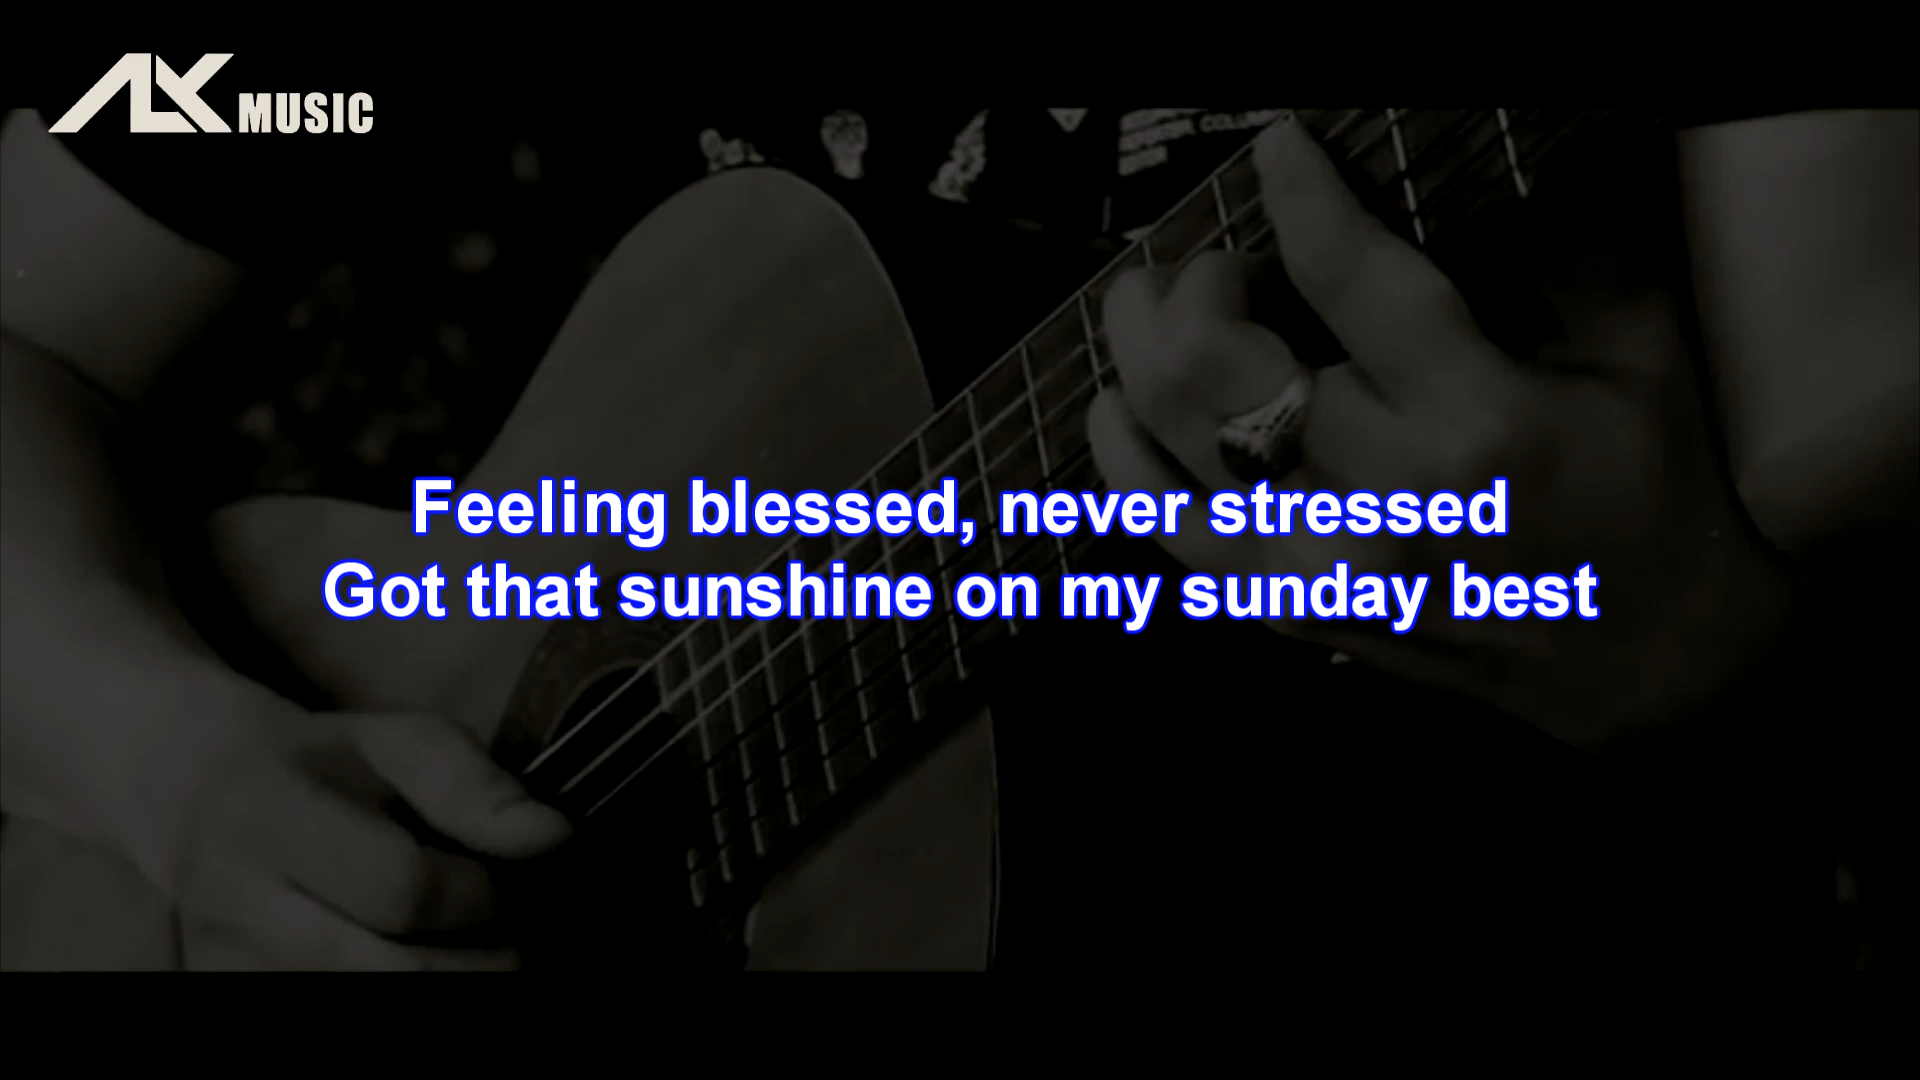 ALK MUSIC
Feeling blessed, never stressed
Got that sunshine on my sunday best